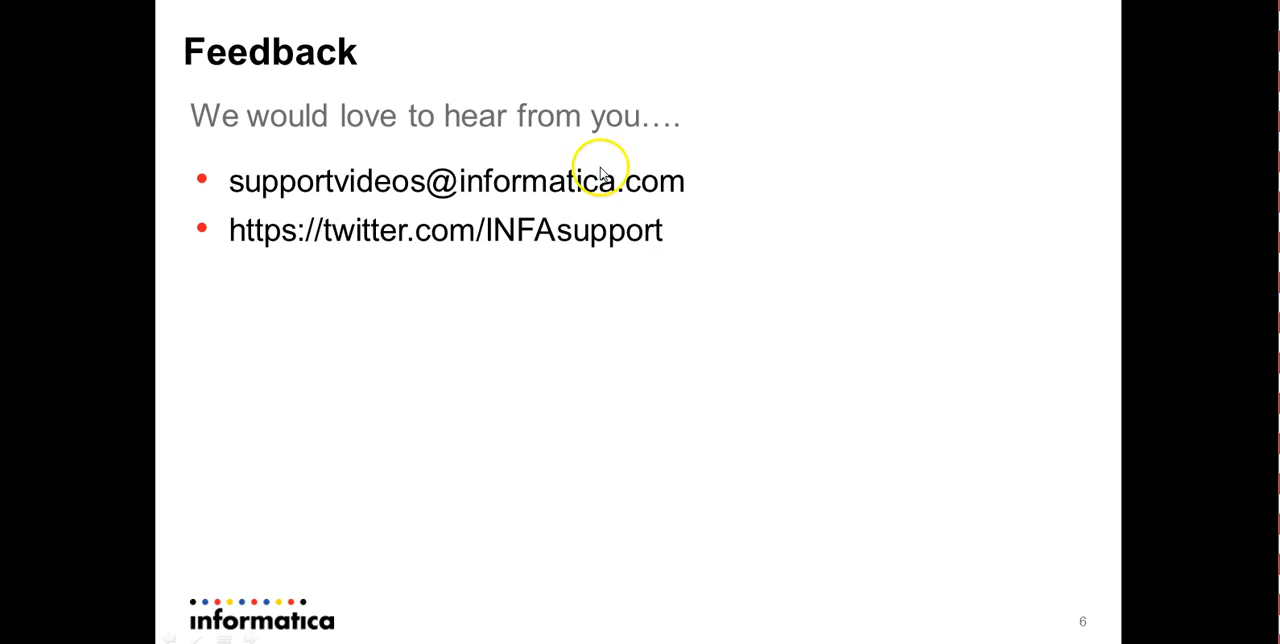 Feedback
We would love to hear from you….
• supportvideos@informatica.com
• https://twitter.com/INFAsupport
informatica
6